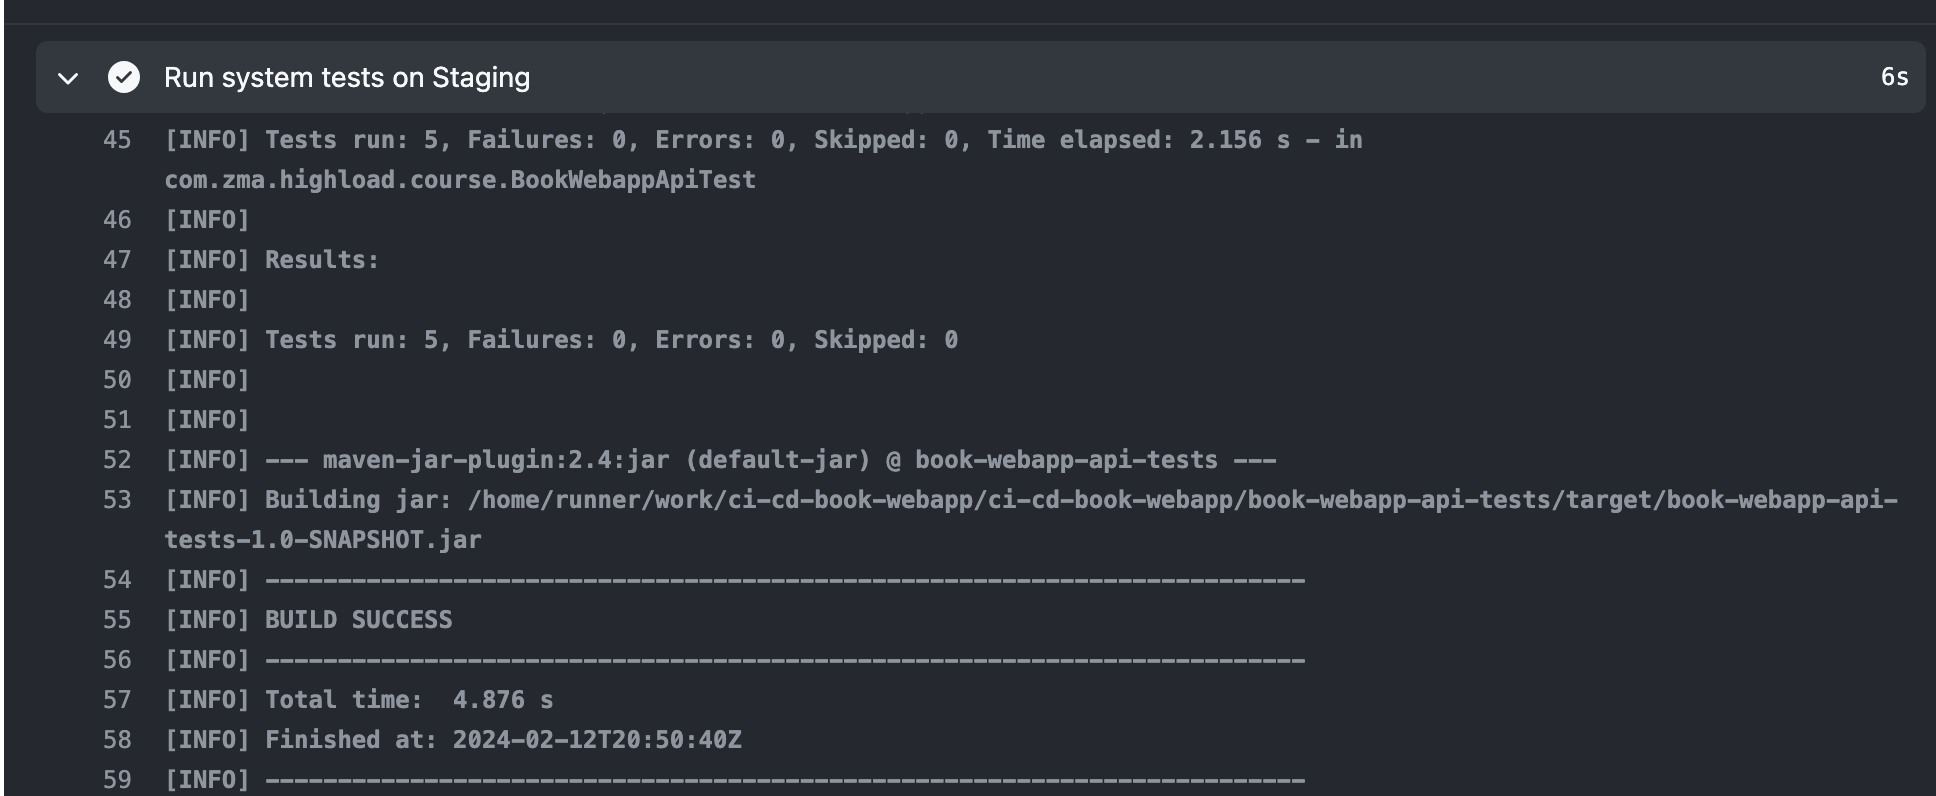 Run system tests on Staging 6s
45 [INFO] Tests run: 5, Failures: 0, Errors: 0, Skipped: 0, Time elapsed: 2.156 s - in
com.zma.highload.course.BookWebappApiTest
46 [INFO]
47 [INFO] Results:
48 [INFO]
49 [INFO] Tests run: 5, Failures: 0, Errors: 0, Skipped: 0
50 [INFO]
51 [INFO]
52 [INFO] --- maven-jar-plugin:2.4:jar (default-jar) @ book-webapp-api-tests ---
53 [INFO] Building jar: /home/runner/work/ci-cd-book-webapp/ci-cd-book-webapp/book-webapp-api-tests/target/book-webapp-api-
tests-1.0-SNAPSHOT.jar
54 [INFO] ------------------------------------------------------------------------
55 [INFO] BUILD SUCCESS
56 [INFO] ------------------------------------------------------------------------
57 [INFO] Total time:  4.876 s
58 [INFO] Finished at: 2024-02-12T20:50:40Z
59 [INFO] ------------------------------------------------------------------------